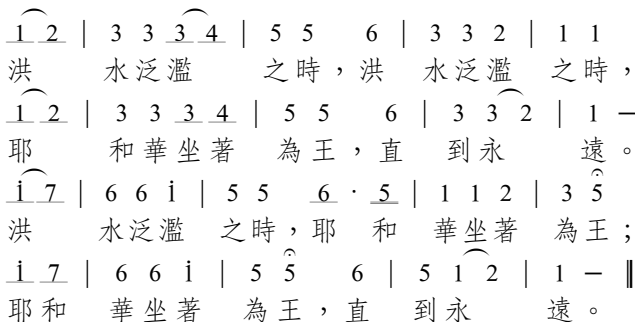 1 2 | 3 3 3 4 | 5 5 6 | 3 3 2 | 1 1
洪 水泛濫 之時，洪 水泛濫 之時，
1 2 | 3 3 3 4 | 5 5 6 | 3 3 2 | 1 –
耶 和華坐著 為王，直 到永 遠。
i 7 | 6 6 i | 5 5 6 · 5 | 1 1 2 | 3 5
洪 水泛濫 之時，耶 和 華坐著 為王；
i 7 | 6 6 i | 5 5 6 | 5 1 2 | 1 – ‖
耶和 華坐著 為王，直 到永 遠。